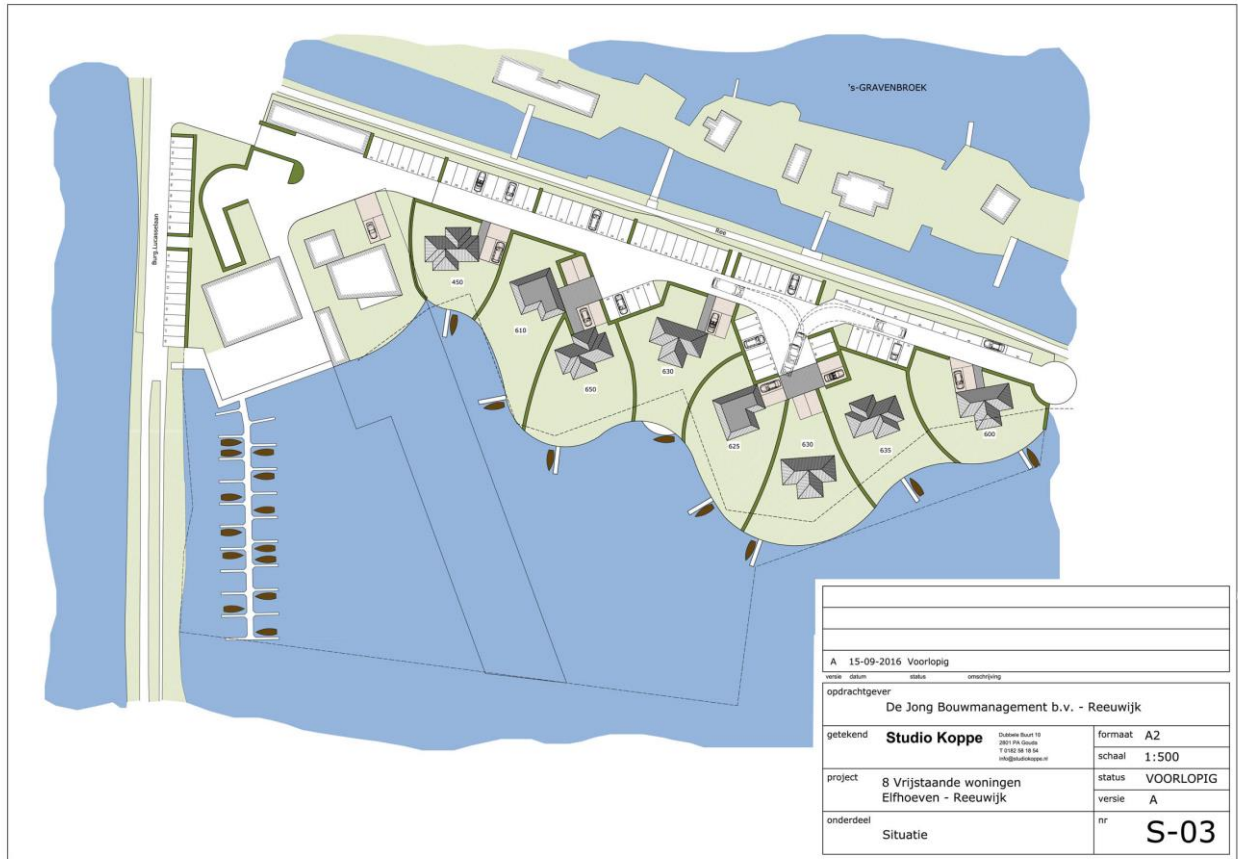 's-GRAVENBROEK
Burg.Lucasselaan
Ree
450
610
650
630
625
630
635
600
A 15-09-2016 Voorlopig
versie datum status omschrijving
opdrachtgever
De Jong Bouwmanagement b.v. - Reeuwijk
getekend
Studio Koppe
Dubbele Buurt 10
2801 PA Gouda
T 0182 58 18 54
info@studiokoppe.nl
formaat A2
schaal 1:500
project
8 Vrijstaande woningen
Elfhoeven - Reeuwijk
status VOORLOPIG
versie A
onderdeel
Situatie
nr
S-03